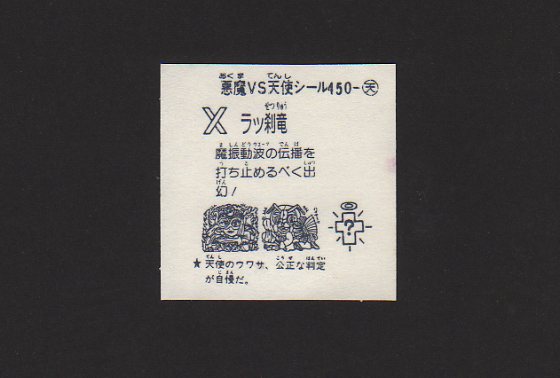 悪魔VS天使シール450-天
X ラッ刹竜
魔振動波の伝播を
打ち止めるべく出
幻!
?
★天使のウワサ、公正な判定
が自慢だ。